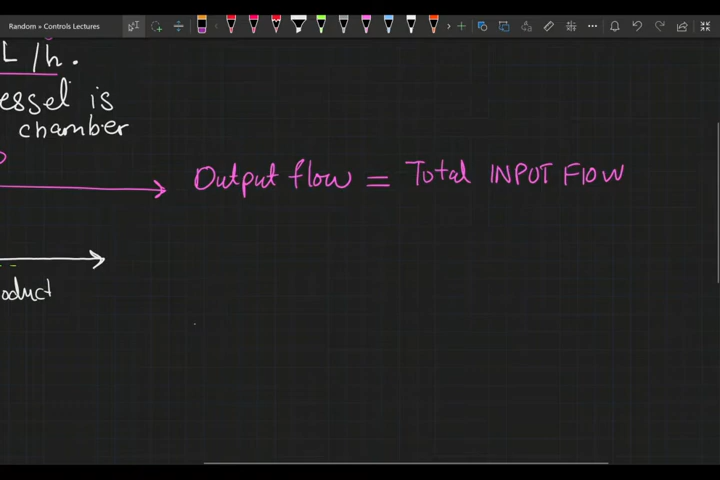 Random » Controls Lectures
L/h.
essel is
chamber
Output flow = Total INPUT FLOW
oduct